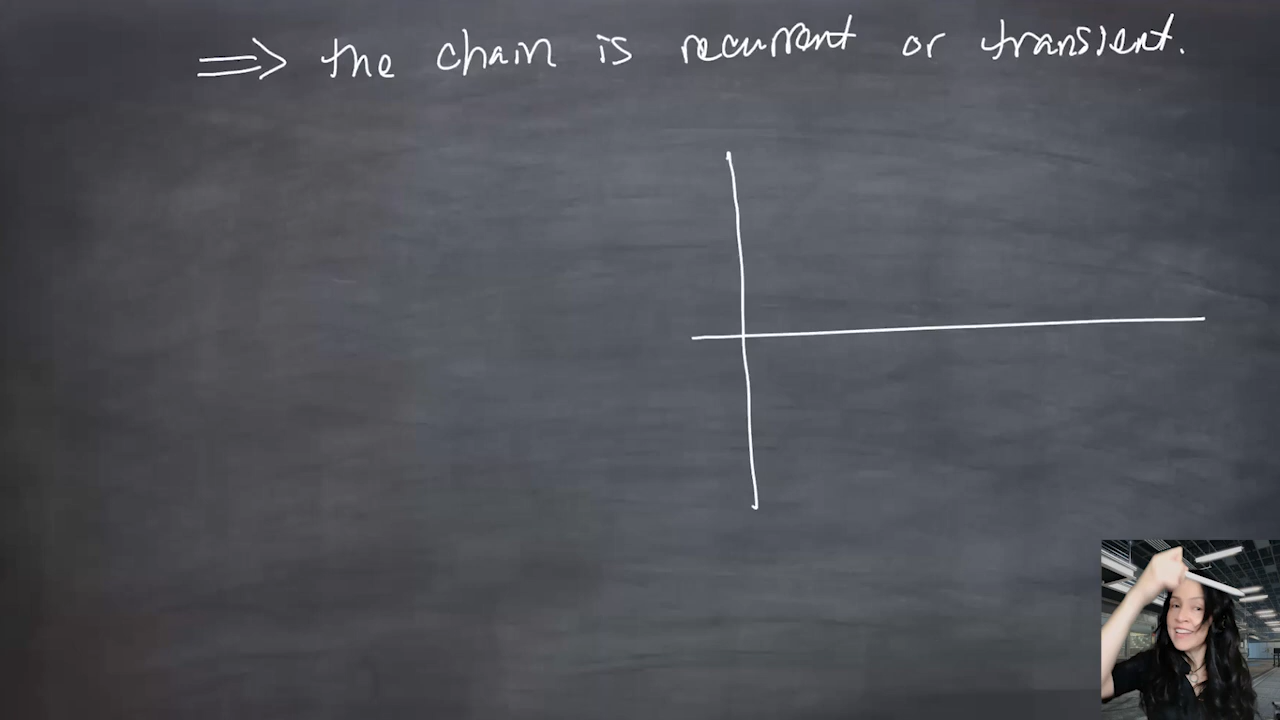 ⇒ the chain is recurrent or transient.